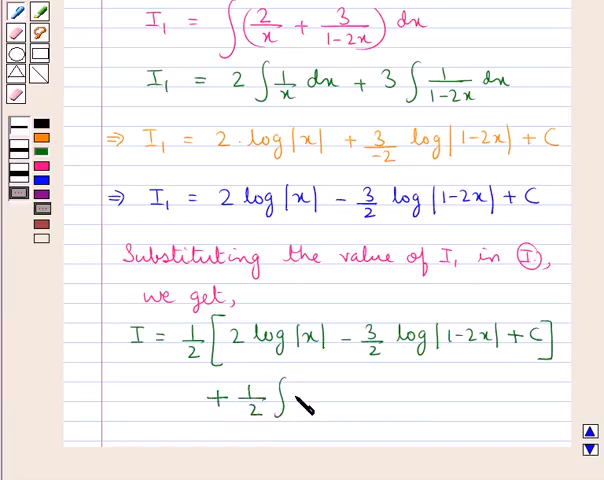 I₁ = ∫(2/x + 3/(1-2x)) dx
I₁ = 2 ∫ 1/x dx + 3 ∫ 1/(1-2x) dx
⇒ I₁ = 2 · log|x| + 3/-2 log|1-2x| + C
⇒ I₁ = 2 log|x| - 3/2 log|1-2x| + C
Substituting the value of I₁ in Ⓘ,
we get,
I = 1/2 [2 log|x| - 3/2 log|1-2x| + C]
+ 1/2 ∫